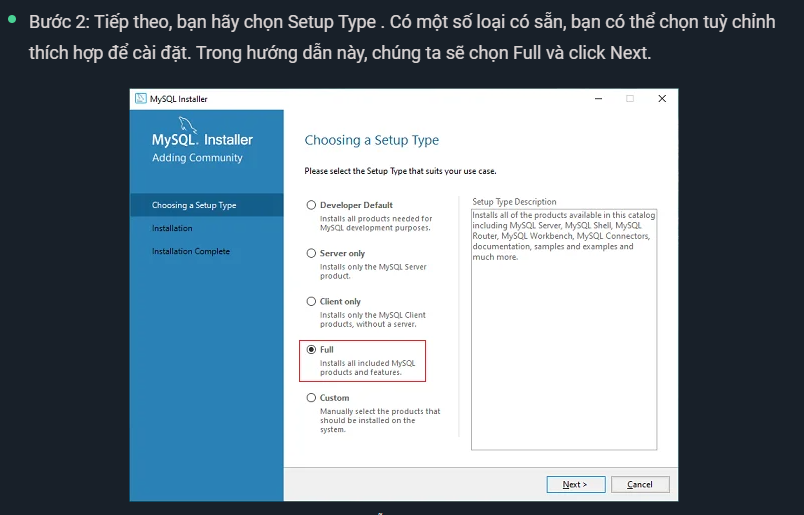 Bước 2: Tiếp theo, bạn hãy chọn Setup Type . Có một số loại có sẵn, bạn có thể chọn tuỳ chỉnh
thích hợp để cài đặt. Trong hướng dẫn này, chúng ta sẽ chọn Full và click Next.
MySQL Installer
MySQL. Installer
Adding Community
Choosing a Setup Type
Installation
Installation Complete
Choosing a Setup Type
Please select the Setup Type that suits your use case.
Developer Default
Installs all products needed for
MySQL development purposes.
Server only
Installs only the MySQL Server
product.
Client only
Installs only the MySQL Client
products, without a server.
Full
Installs all included MySQL
products and features.
Custom
Manually select the products that
should be installed on the
system.
Setup Type Description
Installs all of the products available in this catalog
including MySQL Server, MySQL Shell, MySQL
Router, MySQL Workbench, MySQL Connectors,
documentation, samples and examples and
much more.
Next >
Cancel